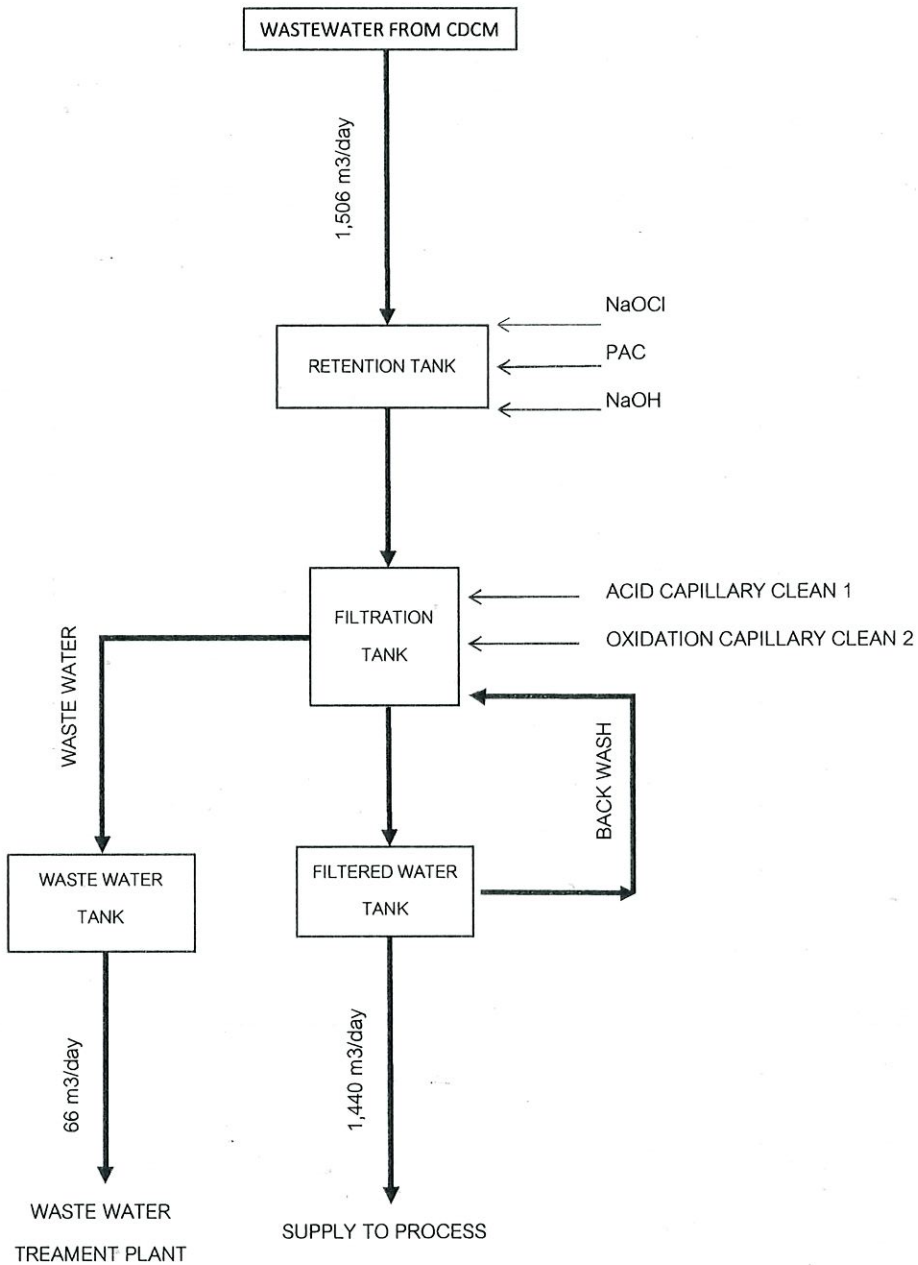 WASTEWATER FROM CDCM
1,506 m3/day
NaOCl
RETENTION TANK
PAC
NaOH
FILTRATION
TANK
ACID CAPILLARY CLEAN 1
OXIDATION CAPILLARY CLEAN 2
WASTE WATER
BACK WASH
WASTE WATER
TANK
FILTERED WATER
TANK
66 m3/day
1,440 m3/day
WASTE WATER
TREAMENT PLANT
SUPPLY TO PROCESS